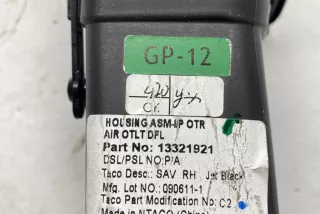 GP-12
OK
HOUSING ASM-I/P OTR
AIR OTLT DFL
Part No: 13321921
DSL/PSL NO:P/A
Taco Desc.: SAV RH Jet Black
Mfg. Lot NO.: 090611-1
Taco Part Modification No.: C2
Made in NTACO (China)